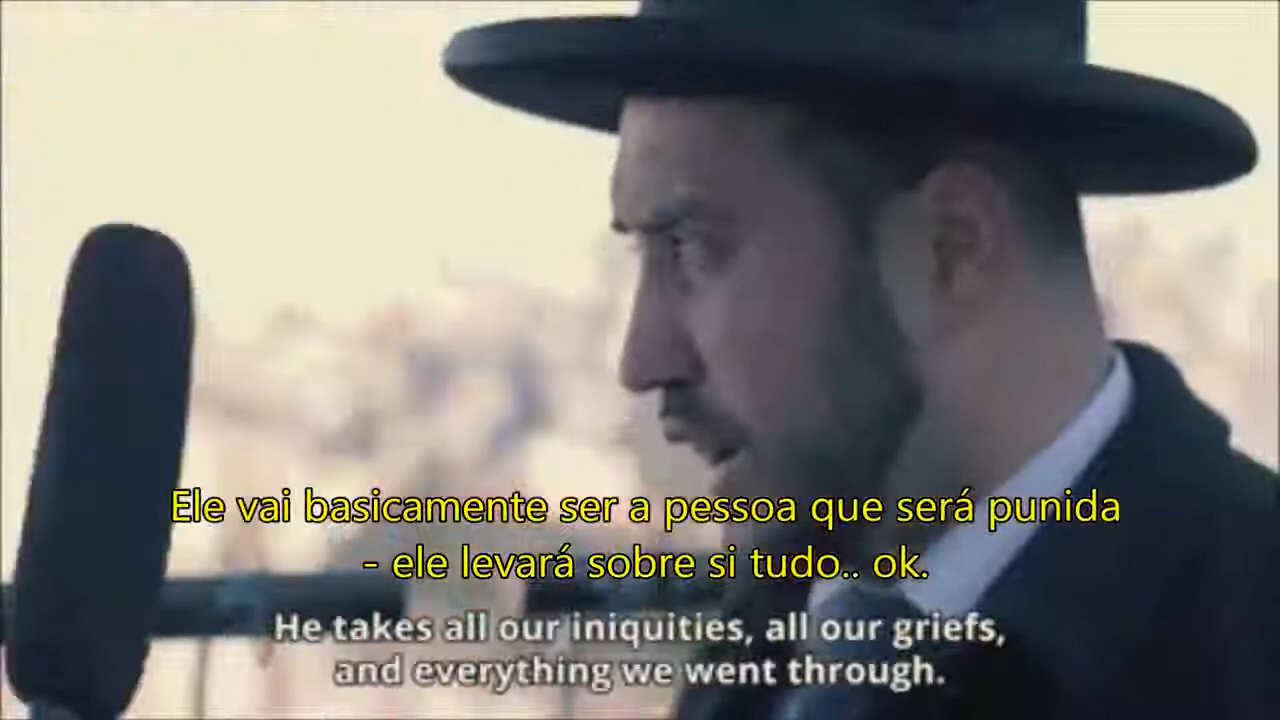 Ele vai basicamente ser a pessoa que será punida
- ele levará sobre si tudo.. ok.
He takes all our iniquities, all our griefs,
and everything we went through.